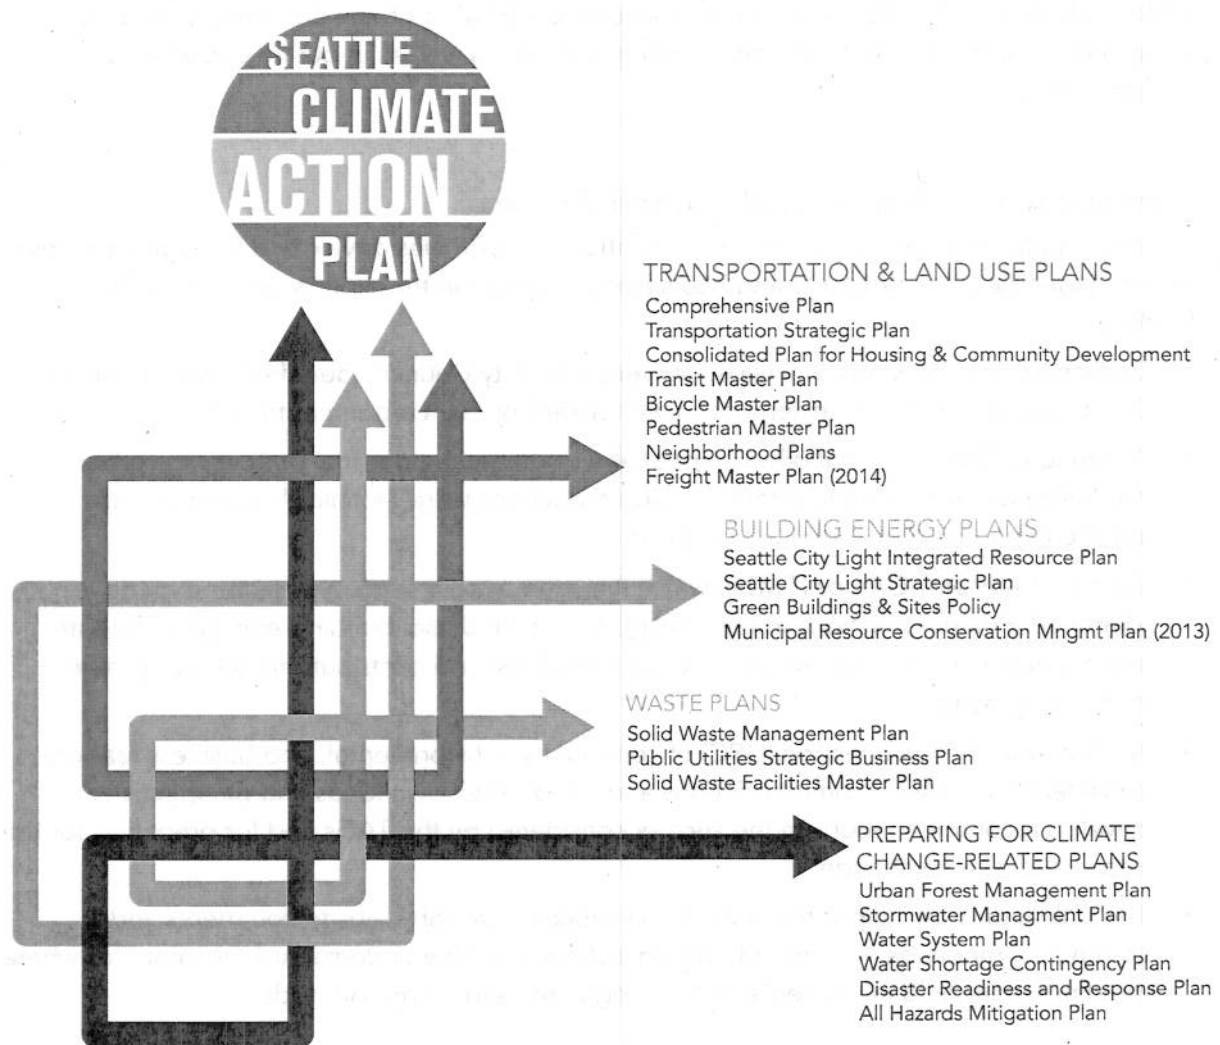 SEATTLE
CLIMATE
ACTION
PLAN
TRANSPORTATION & LAND USE PLANS
Comprehensive Plan
Transportation Strategic Plan
Consolidated Plan for Housing & Community Development
Transit Master Plan
Bicycle Master Plan
Pedestrian Master Plan
Neighborhood Plans
Freight Master Plan (2014)
BUILDING ENERGY PLANS
Seattle City Light Integrated Resource Plan
Seattle City Light Strategic Plan
Green Buildings & Sites Policy
Municipal Resource Conservation Mngmt Plan (2013)
WASTE PLANS
Solid Waste Management Plan
Public Utilities Strategic Business Plan
Solid Waste Facilities Master Plan
PREPARING FOR CLIMATE
CHANGE-RELATED PLANS
Urban Forest Management Plan
Stormwater Managment Plan
Water System Plan
Water Shortage Contingency Plan
Disaster Readiness and Response Plan
All Hazards Mitigation Plan